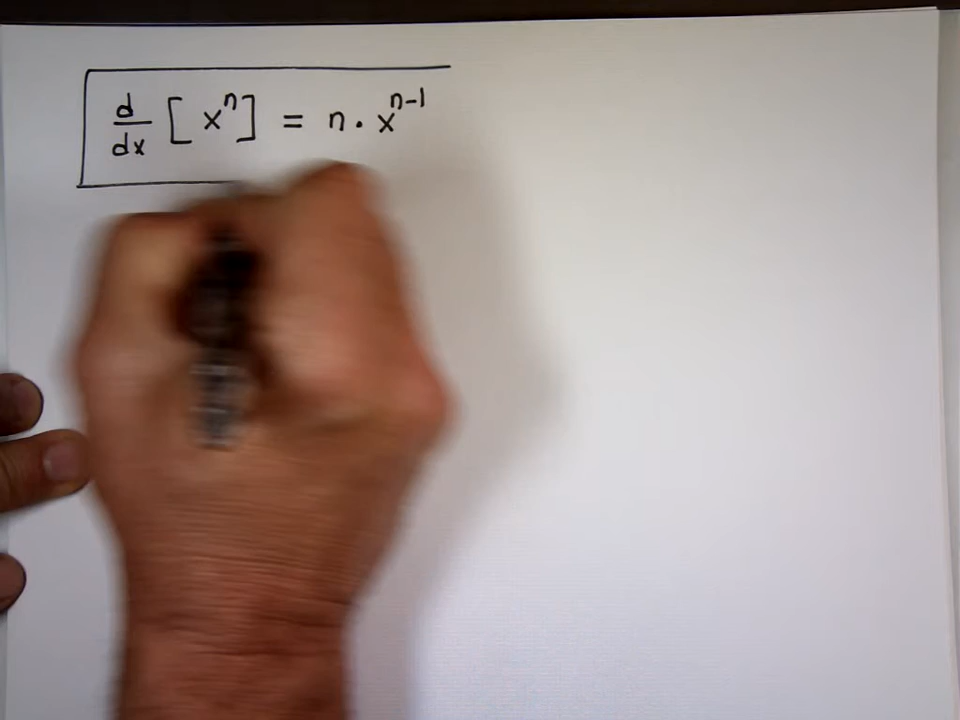 d/dx [xⁿ] = n · xⁿ⁻¹